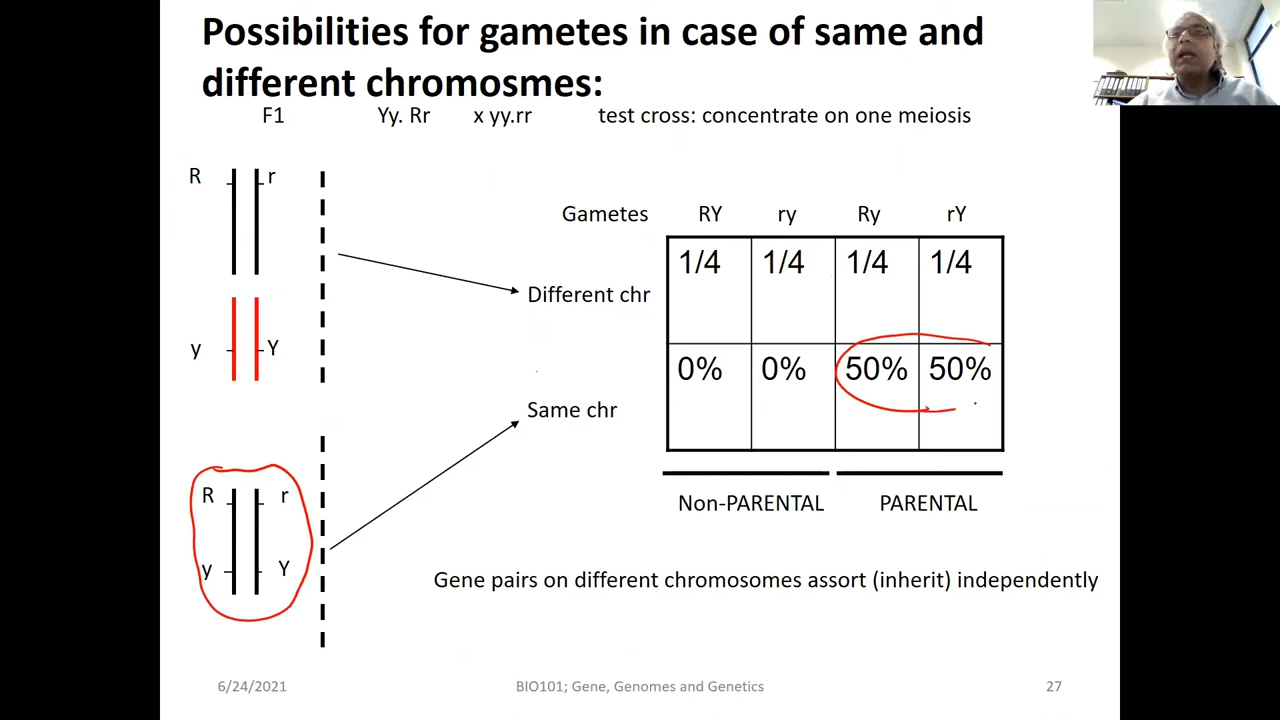 Possibilities for gametes in case of same and
different chromosmes:
F1 Yy. Rr x yy.rr test cross: concentrate on one meiosis
R r
Gametes RY ry Ry rY
1/4 1/4 1/4 1/4
Different chr
y Y
0% 0% 50% 50%
Same chr
R r
Non-PARENTAL PARENTAL
y Y
Gene pairs on different chromosomes assort (inherit) independently
6/24/2021 BIO101; Gene, Genomes and Genetics 27